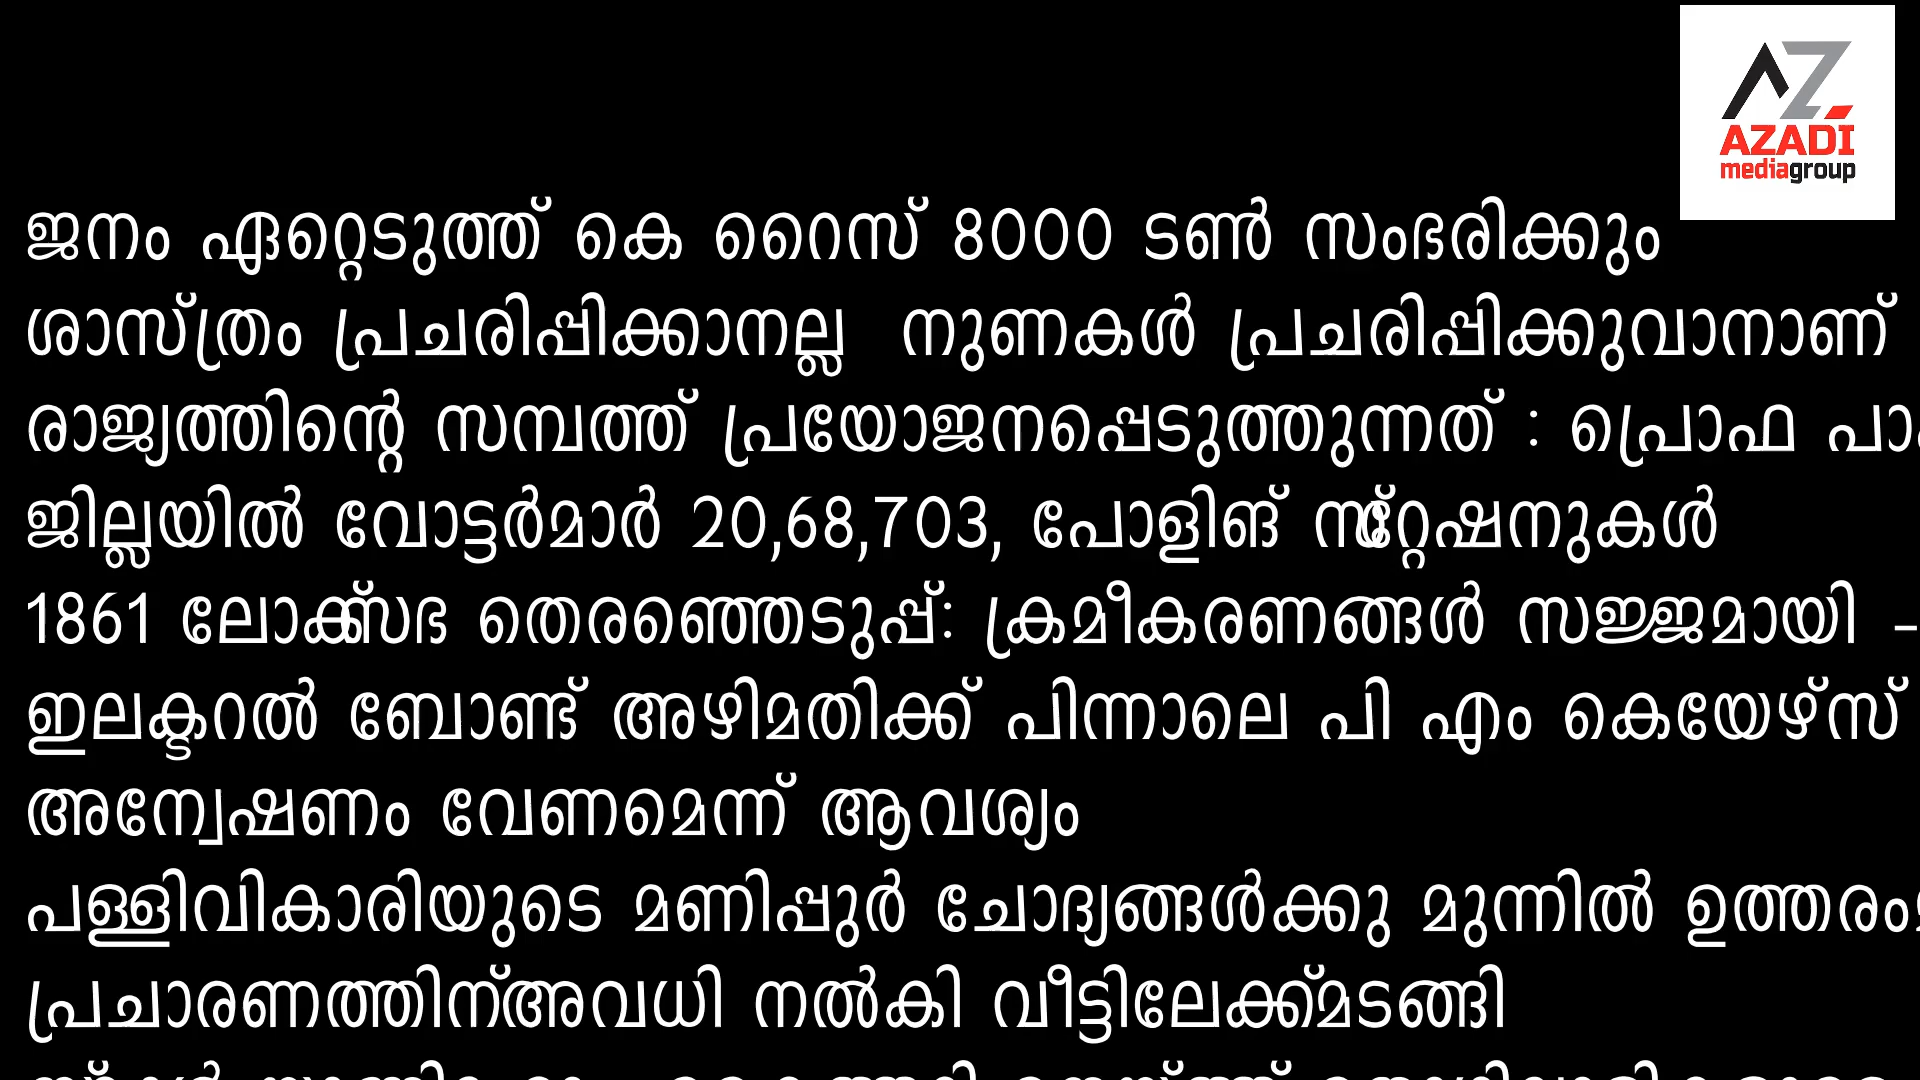 AZ
AZADI
mediagroup
ജനം ഏറ്റെടുത്ത് കെ റൈസ് 8000 ടൺ സംഭരിക്കും
ശാസ്ത്രം പ്രചരിപ്പിക്കാനല്ല നുണകൾ പ്രചരിപ്പിക്കുവാനാണ്
രാജ്യത്തിന്റെ സമ്പത്ത് പ്രയോജനപ്പെടുത്തുന്നത് : പ്രൊഫ
ജില്ലയിൽ വോട്ടർമാർ 20,68,703, പോളിങ് സ്റ്റേഷനുകൾ
1861 ലോക്സഭ തെരഞ്ഞെടുപ്പ്: ക്രമീകരണങ്ങൾ സജ്ജമായി -
ഇലക്ടറൽ ബോണ്ട് അഴിമതിക്ക് പിന്നാലെ പി എം കെയേഴ്സ്
അന്വേഷണം വേണമെന്ന് ആവശ്യം
പള്ളിവികാരിയുടെ മണിപ്പുർ ചോദ്യങ്ങൾക്കു മുന്നിൽ
പ്രചാരണത്തിന്അവധി നൽകി വീട്ടിലേക്ക്മടങ്ങി